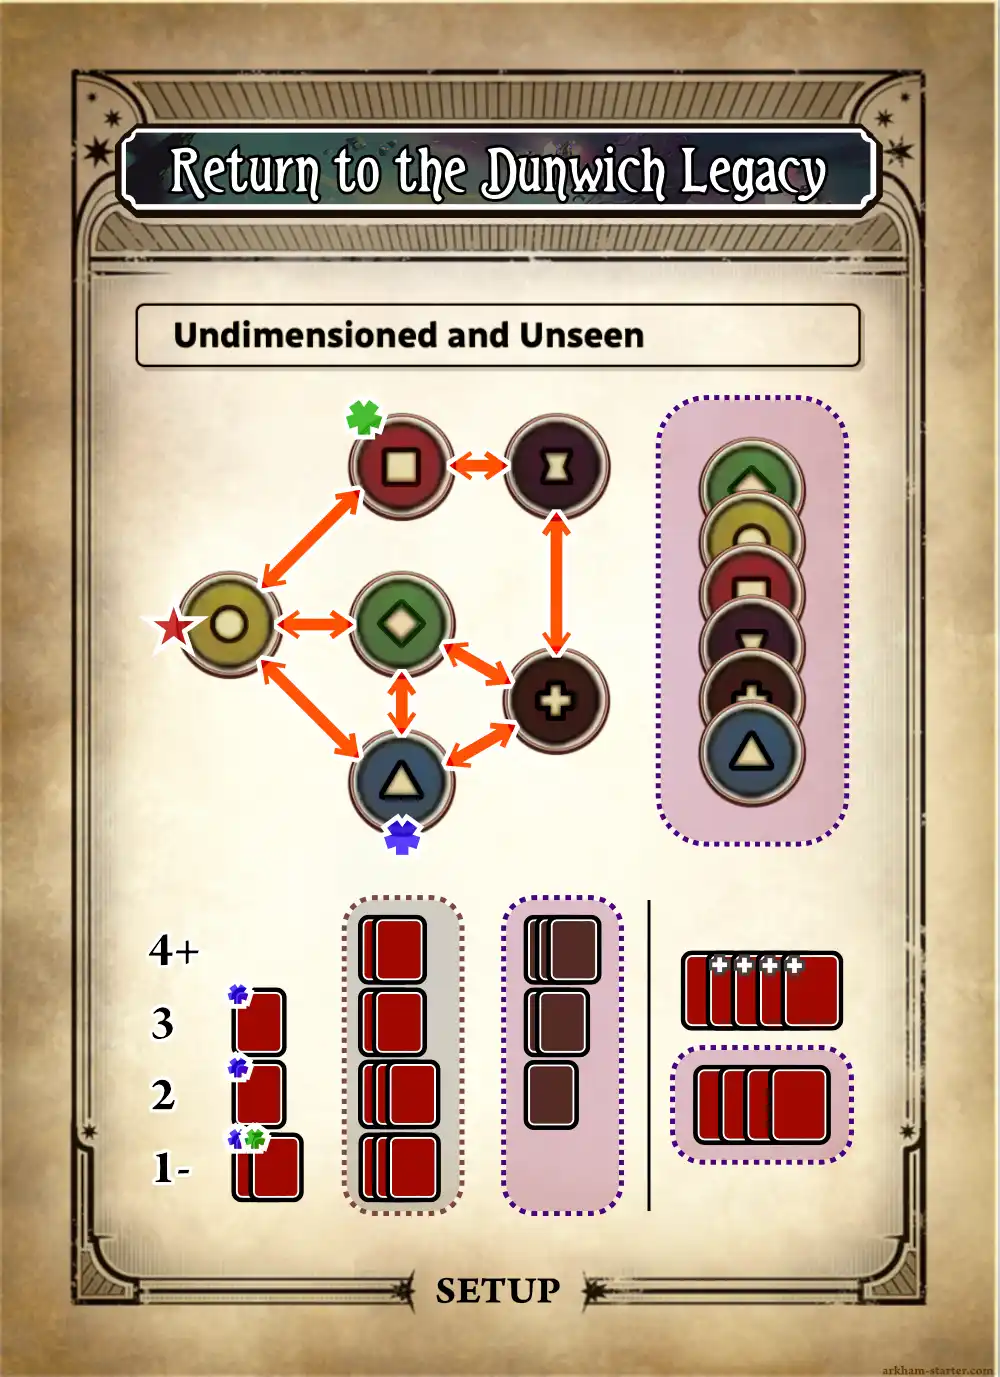 Return to the Dunwich Legacy
Undimensioned and Unseen
4+
3
2
1-
SETUP
arkham-starter.com